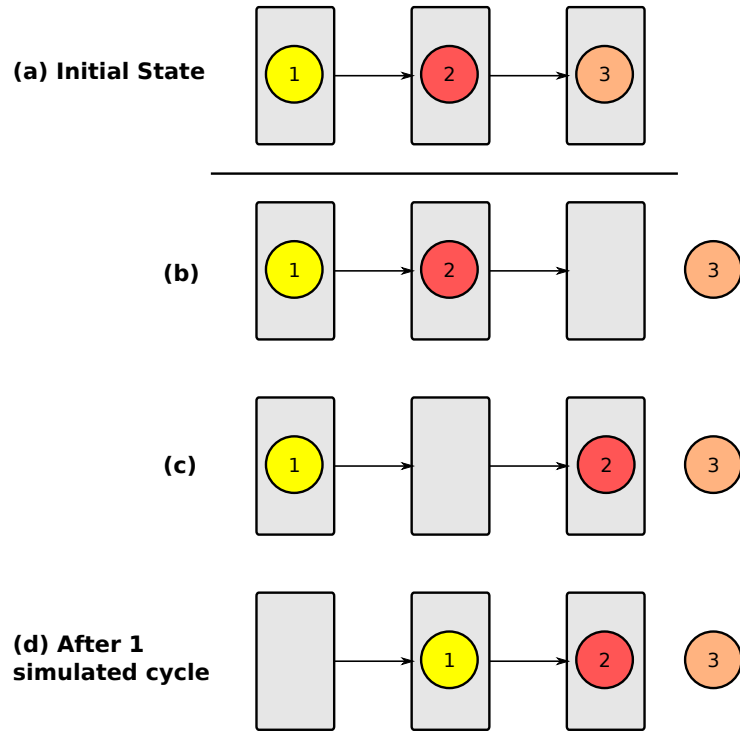 (a) Initial State
1 2 3
(b)
1 2 3
(c)
1 2 3
(d) After 1
simulated cycle
1 2 3